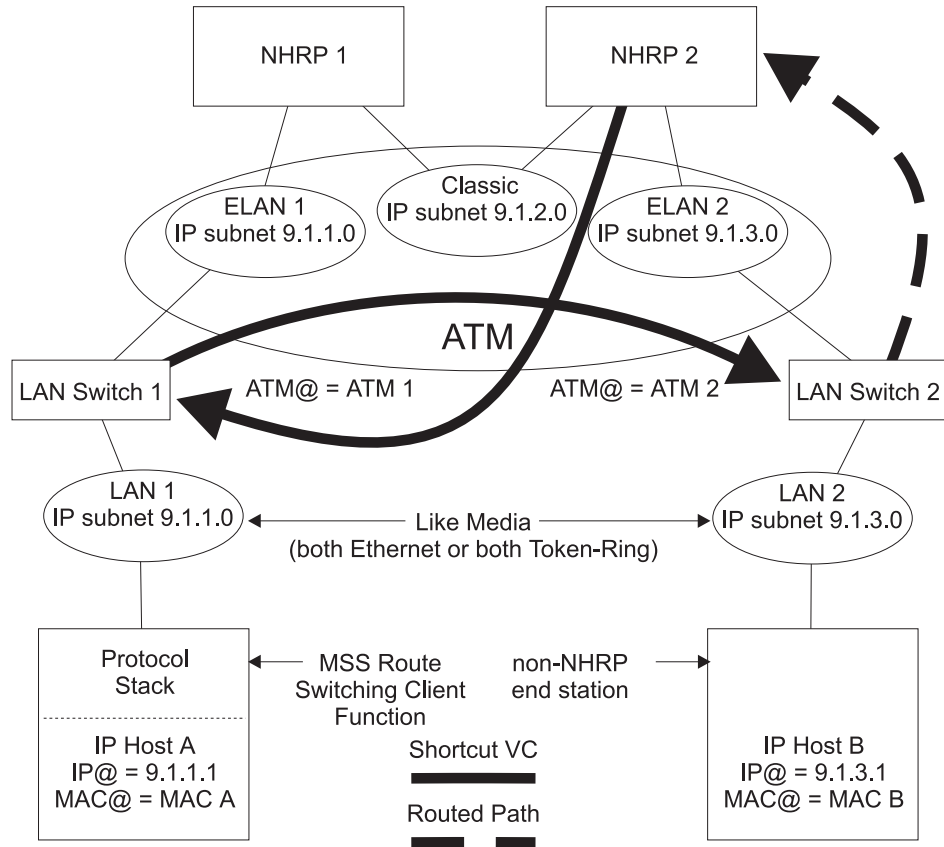 NHRP 1
NHRP 2
Classic
IP subnet 9.1.2.0
ELAN 1
IP subnet 9.1.1.0
ELAN 2
IP subnet 9.1.3.0
ATM
LAN Switch 1
ATM@ = ATM 1
ATM@ = ATM 2
LAN Switch 2
LAN 1
IP subnet 9.1.1.0
LAN 2
IP subnet 9.1.3.0
Like Media
(both Ethernet or both Token-Ring)
Protocol
Stack
MSS Route
Switching Client
Function
non-NHRP
end station
IP Host A
IP@ = 9.1.1.1
MAC@ = MAC A
IP Host B
IP@ = 9.1.3.1
MAC@ = MAC B
Shortcut VC
Routed Path